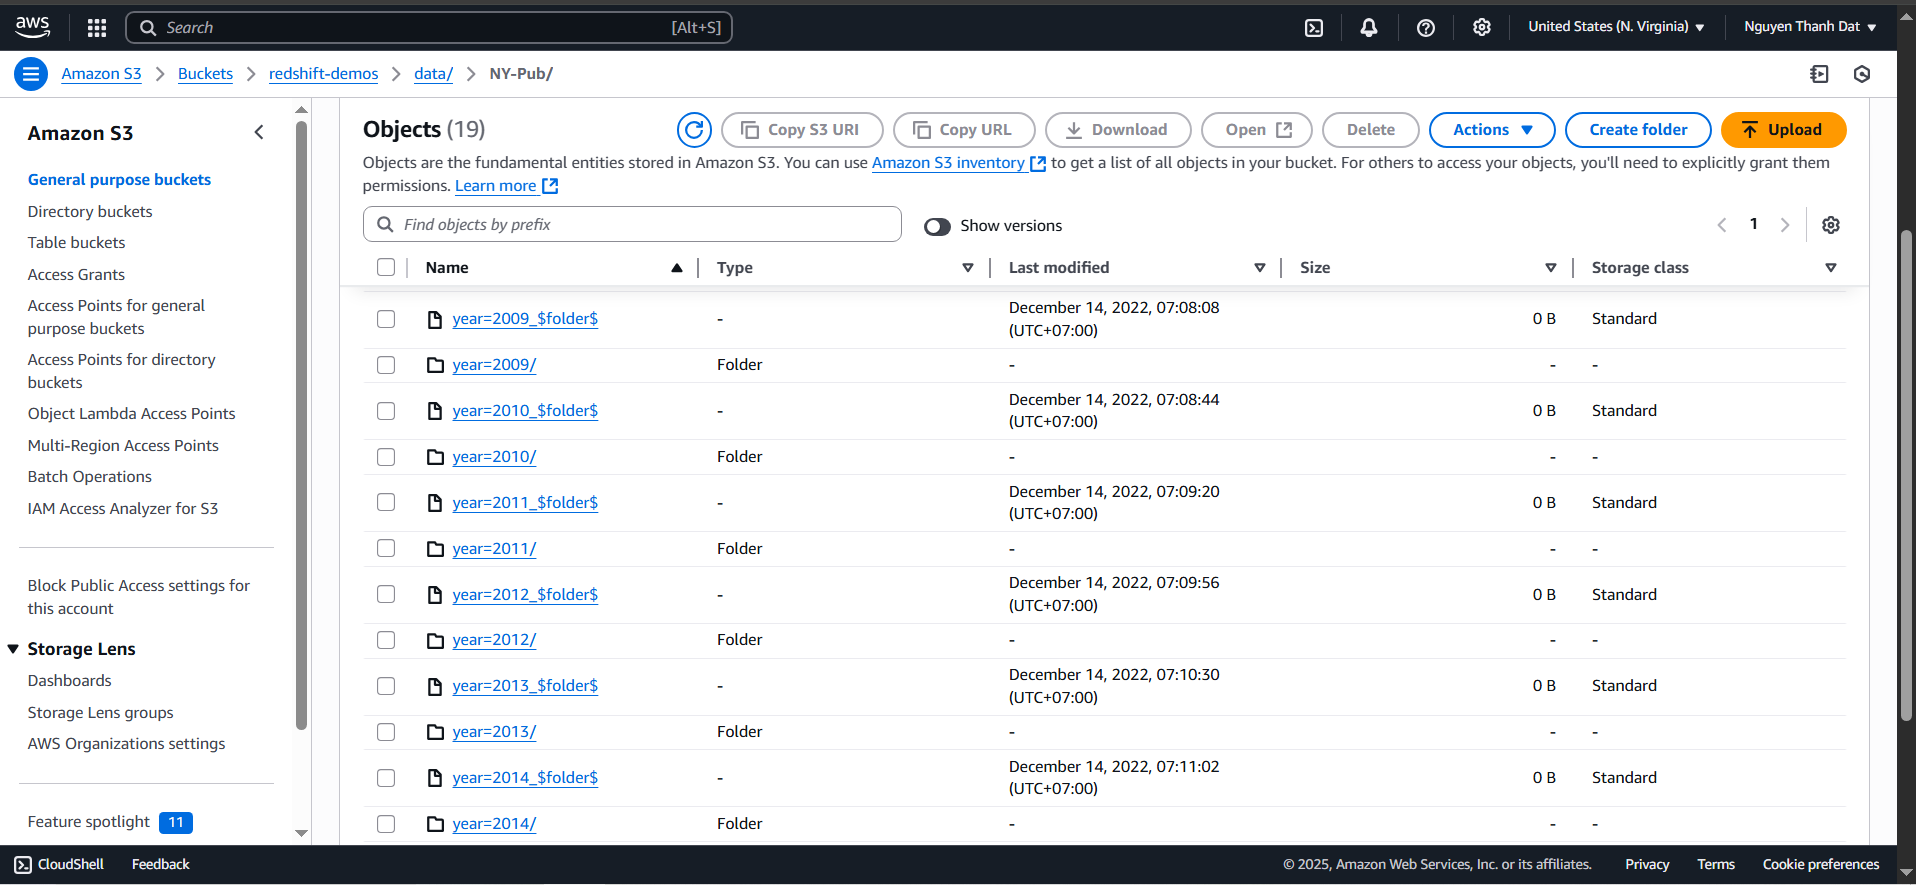 aws
Search [Alt+S]
United States (N. Virginia)
Nguyen Thanh Dat
Amazon S3
Buckets
redshift-demos
data/
NY-Pub/
Amazon S3
General purpose buckets
Directory buckets
Table buckets
Access Grants
Access Points for general
purpose buckets
Access Points for directory
buckets
Object Lambda Access Points
Multi-Region Access Points
Batch Operations
IAM Access Analyzer for S3
Block Public Access settings for
this account
Storage Lens
Dashboards
Storage Lens groups
AWS Organizations settings
Feature spotlight 11
Objects (19)
Copy S3 URI
Copy URL
Download
Open
Delete
Actions
Create folder
Upload
Objects are the fundamental entities stored in Amazon S3. You can use Amazon S3 inventory to get a list of all objects in your bucket. For others to access your objects, you'll need to explicitly grant them
permissions. Learn more
Find objects by prefix
Show versions
1
Name Type Last modified Size Storage class
year=2009_$folder$ - December 14, 2022, 07:08:08 (UTC+07:00) 0 B Standard
year=2009/ Folder - - -
year=2010_$folder$ - December 14, 2022, 07:08:44 (UTC+07:00) 0 B Standard
year=2010/ Folder - - -
year=2011_$folder$ - December 14, 2022, 07:09:20 (UTC+07:00) 0 B Standard
year=2011/ Folder - - -
year=2012_$folder$ - December 14, 2022, 07:09:56 (UTC+07:00) 0 B Standard
year=2012/ Folder - - -
year=2013_$folder$ - December 14, 2022, 07:10:30 (UTC+07:00) 0 B Standard
year=2013/ Folder - - -
year=2014_$folder$ - December 14, 2022, 07:11:02 (UTC+07:00) 0 B Standard
year=2014/ Folder - - -
CloudShell
Feedback
© 2025, Amazon Web Services, Inc. or its affiliates.
Privacy
Terms
Cookie preferences